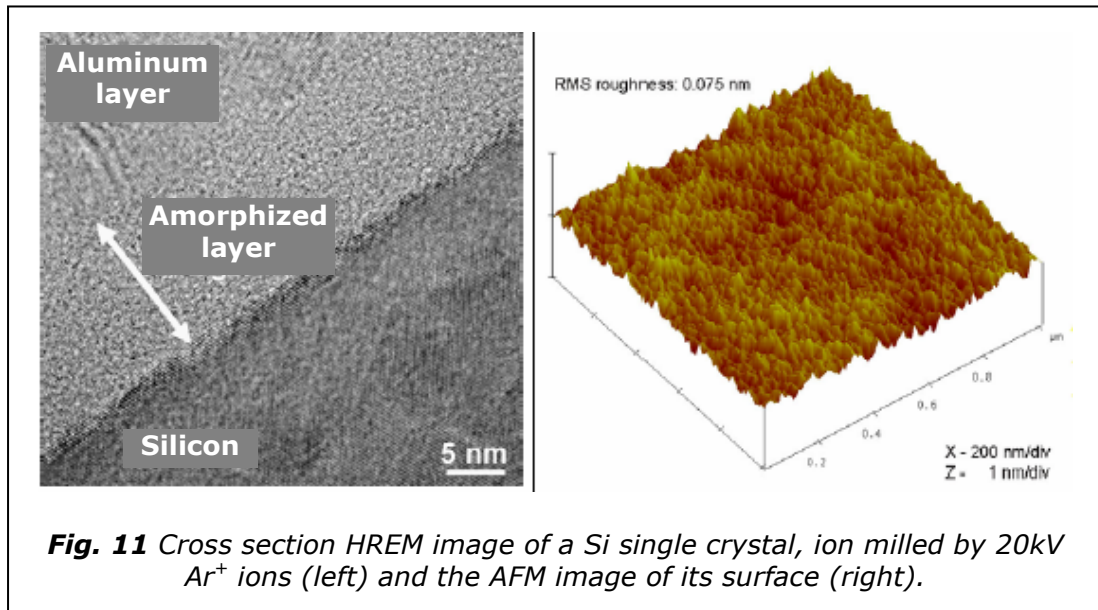 Aluminum
layer
Amorphized
layer
Silicon
5 nm
RMS roughness: 0.075 nm
µm
0.8
0.6
0.4
0.2
X - 200 nm/div
Z = 1 nm/div
Fig. 11 Cross section HREM image of a Si single crystal, ion milled by 20kV
Ar⁺ ions (left) and the AFM image of its surface (right).